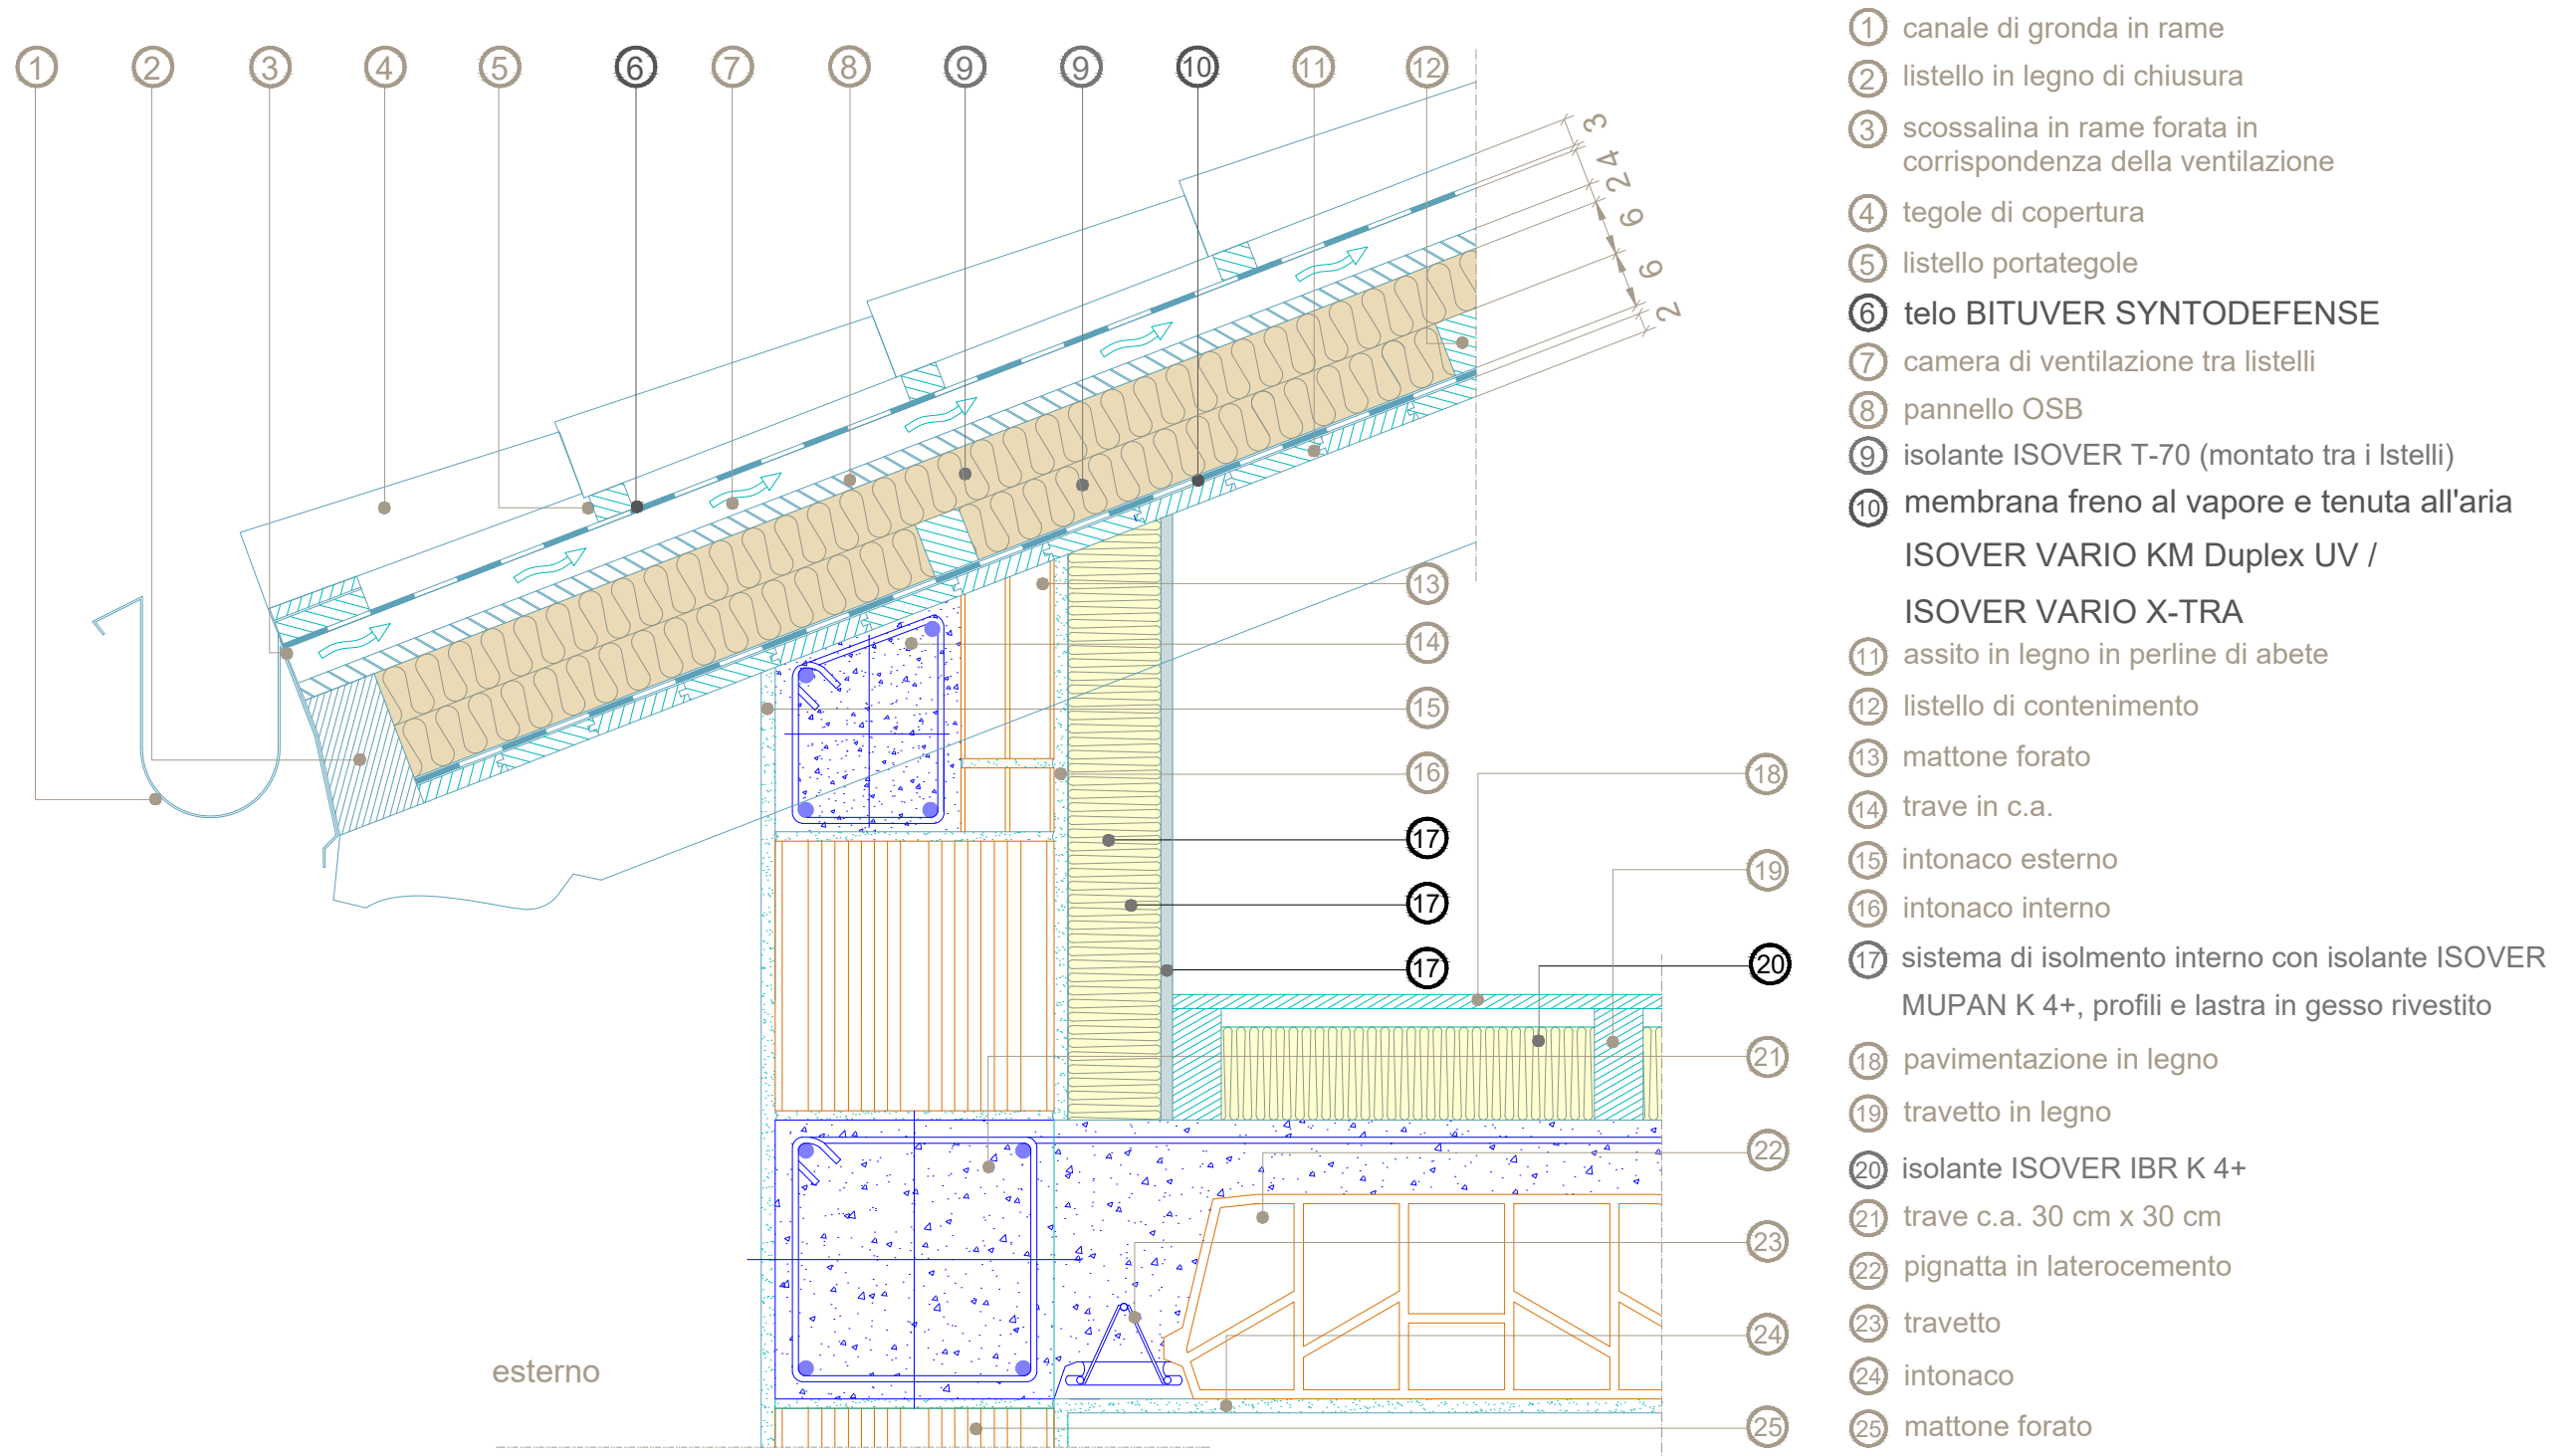 1 2 3 4 5 6 7 8 9 9 10 11 12
3
4
2
6
6
2
13
14
15
16
17
17
17
18
19
20
21
22
23
24
25
esterno
1 canale di gronda in rame
2 listello in legno di chiusura
3 scossalina in rame forata in
corrispondenza della ventilazione
4 tegole di copertura
5 listello portategole
6 telo BITUVER SYNTODEFENSE
7 camera di ventilazione tra listelli
8 pannello OSB
9 isolante ISOVER T-70 (montato tra i lstelli)
10 membrana freno al vapore e tenuta all'aria
ISOVER VARIO KM Duplex UV /
ISOVER VARIO X-TRA
11 assito in legno in perline di abete
12 listello di contenimento
13 mattone forato
14 trave in c.a.
15 intonaco esterno
16 intonaco interno
17 sistema di isolmento interno con isolante ISOVER
MUPAN K 4+, profili e lastra in gesso rivestito
18 pavimentazione in legno
19 travetto in legno
20 isolante ISOVER IBR K 4+
21 trave c.a. 30 cm x 30 cm
22 pignatta in laterocemento
23 travetto
24 intonaco
25 mattone forato